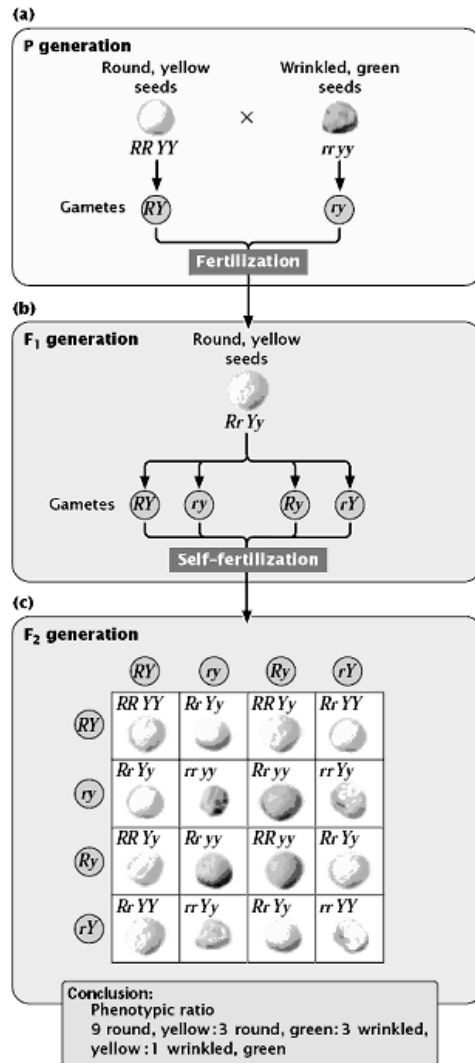 (a)
P generation
Round, yellow Wrinkled, green
seeds seeds
×
RR YY rr yy
Gametes RY ry
Fertilization
(b)
F1 generation
Round, yellow
seeds
Rr Yy
Gametes RY ry Ry rY
Self-fertilization
(c)
F2 generation
RY ry Ry rY
RR YY Rr Yy RR Yy Rr YY
RY
Rr Yy rr yy Rr yy rr Yy
ry
RR Yy Rr yy RR yy Rr Yy
Ry
Rr YY rr Yy Rr Yy rr YY
rY
Conclusion:
Phenotypic ratio
9 round, yellow:3 round, green:3 wrinkled,
yellow:1 wrinkled, green